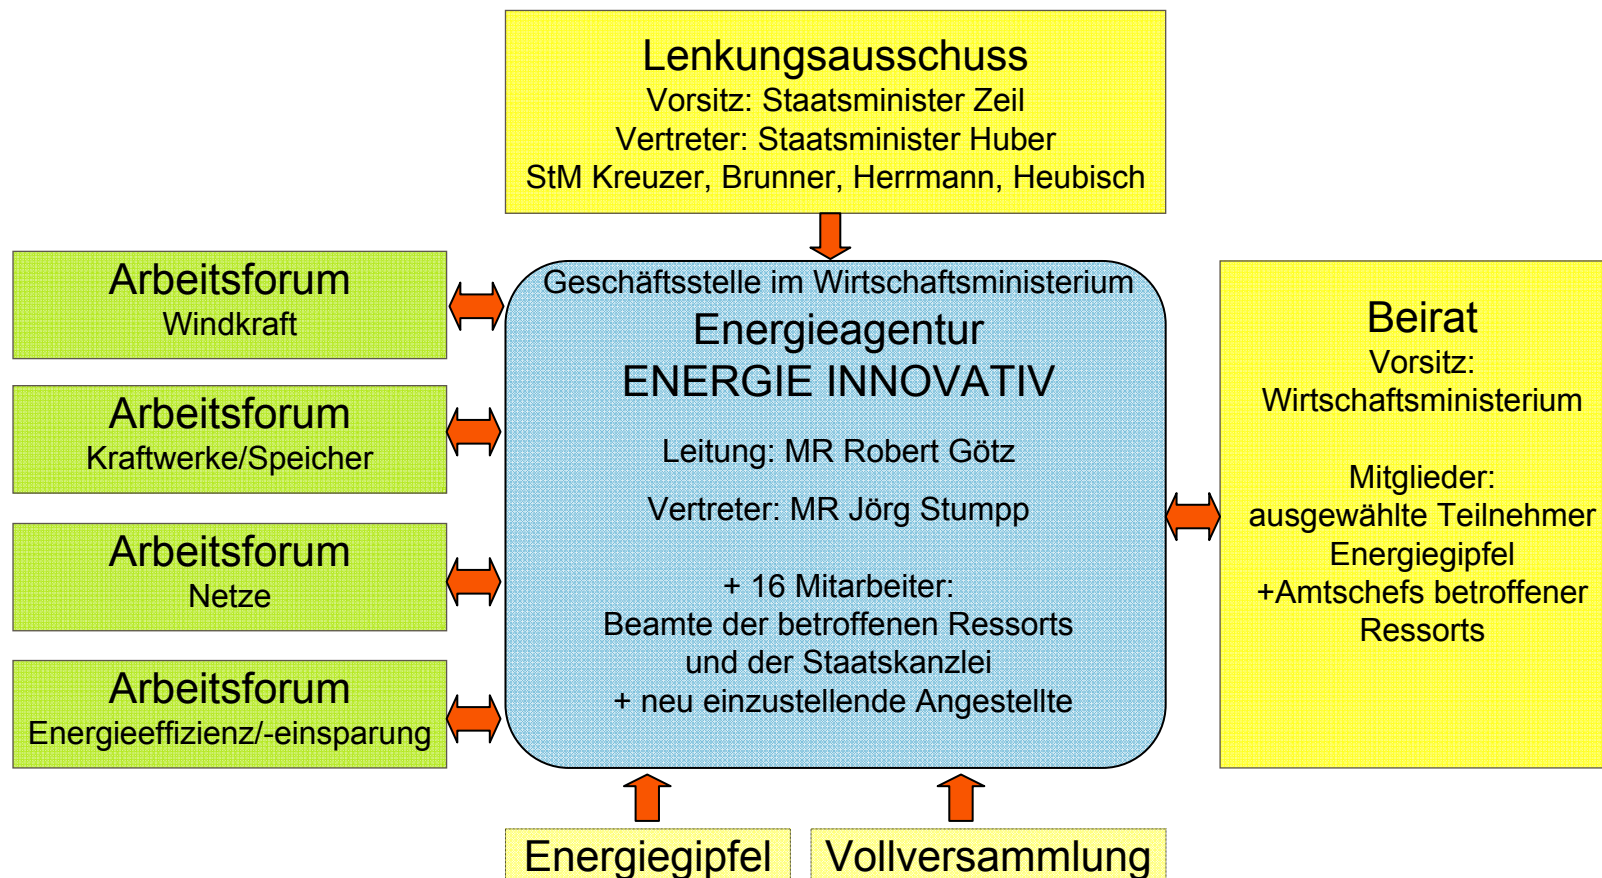 Lenkungsausschuss
Vorsitz: Staatsminister Zeil
Vertreter: Staatsminister Huber
StM Kreuzer, Brunner, Herrmann, Heubisch
Arbeitsforum
Windkraft
Arbeitsforum
Kraftwerke/Speicher
Arbeitsforum
Netze
Arbeitsforum
Energieeffizienz/-einsparung
Geschäftsstelle im Wirtschaftsministerium
Energieagentur
ENERGIE INNOVATIV
Leitung: MR Robert Götz
Vertreter: MR Jörg Stumpp
+ 16 Mitarbeiter:
Beamte der betroffenen Ressorts
und der Staatskanzlei
+ neu einzustellende Angestellte
Beirat
Vorsitz:
Wirtschaftsministerium
Mitglieder:
ausgewählte Teilnehmer
Energiegipfel
+Amtschefs betroffener
Ressorts
Energiegipfel
Vollversammlung